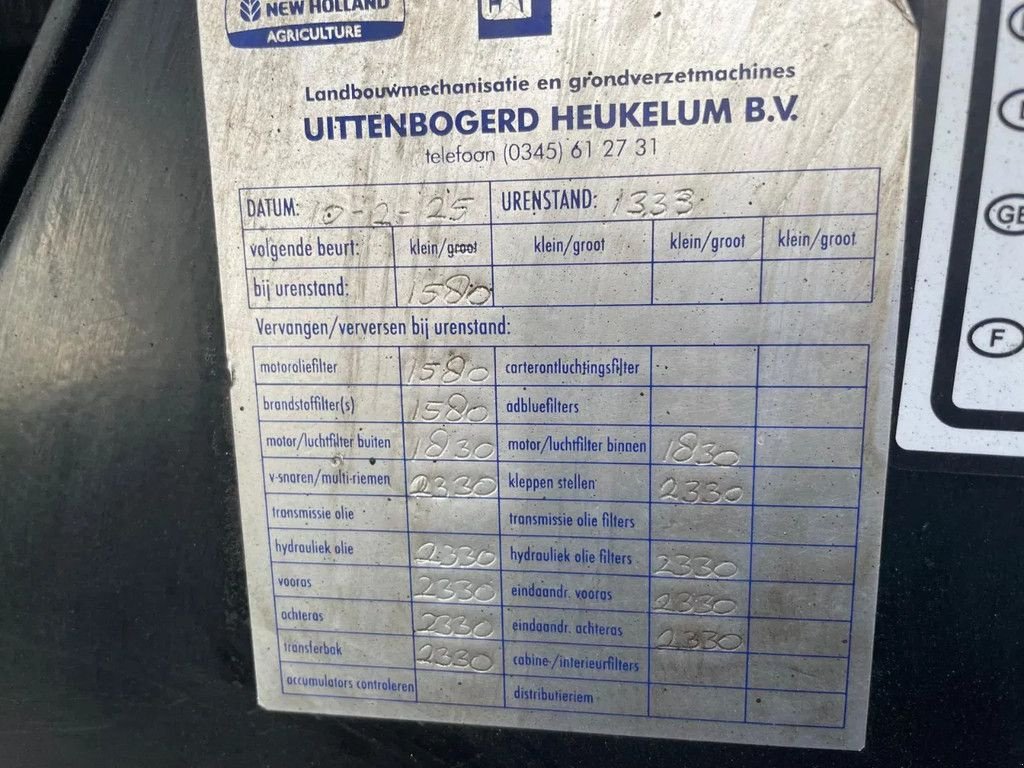 NEW HOLLAND
AGRICULTURE
Landbouwmechanisatie en grondverzetmachines
UITTENBOGERD HEUKELUM B.V.
telefoon (0345) 61 27 31
DATUM: 10-2-25 URENSTAND: 1333
volgende beurt: klein/groot klein/groot klein/groot klein/groot
bij urenstand: 1580
Vervangen/verversen bij urenstand:
motoroliefilter 1580 carterontluchtingsfilter
brandstoffilter(s) 1580 adbluefilters
motor/luchtfilter buiten 1830 motor/luchtfilter binnen 1830
v-snaren/multi-riemen 2330 kleppen stellen 2330
transmissie olie transmissie olie filters
hydrauliek olie 2330 hydrauliek olie filters 2330
vooras 2330 eindaandr. vooras 2330
achteras 2330 eindaandr. achteras 2330
transferbak 2330 cabine-/interieurfilters
accumulators controleren distributieriem
GB
F